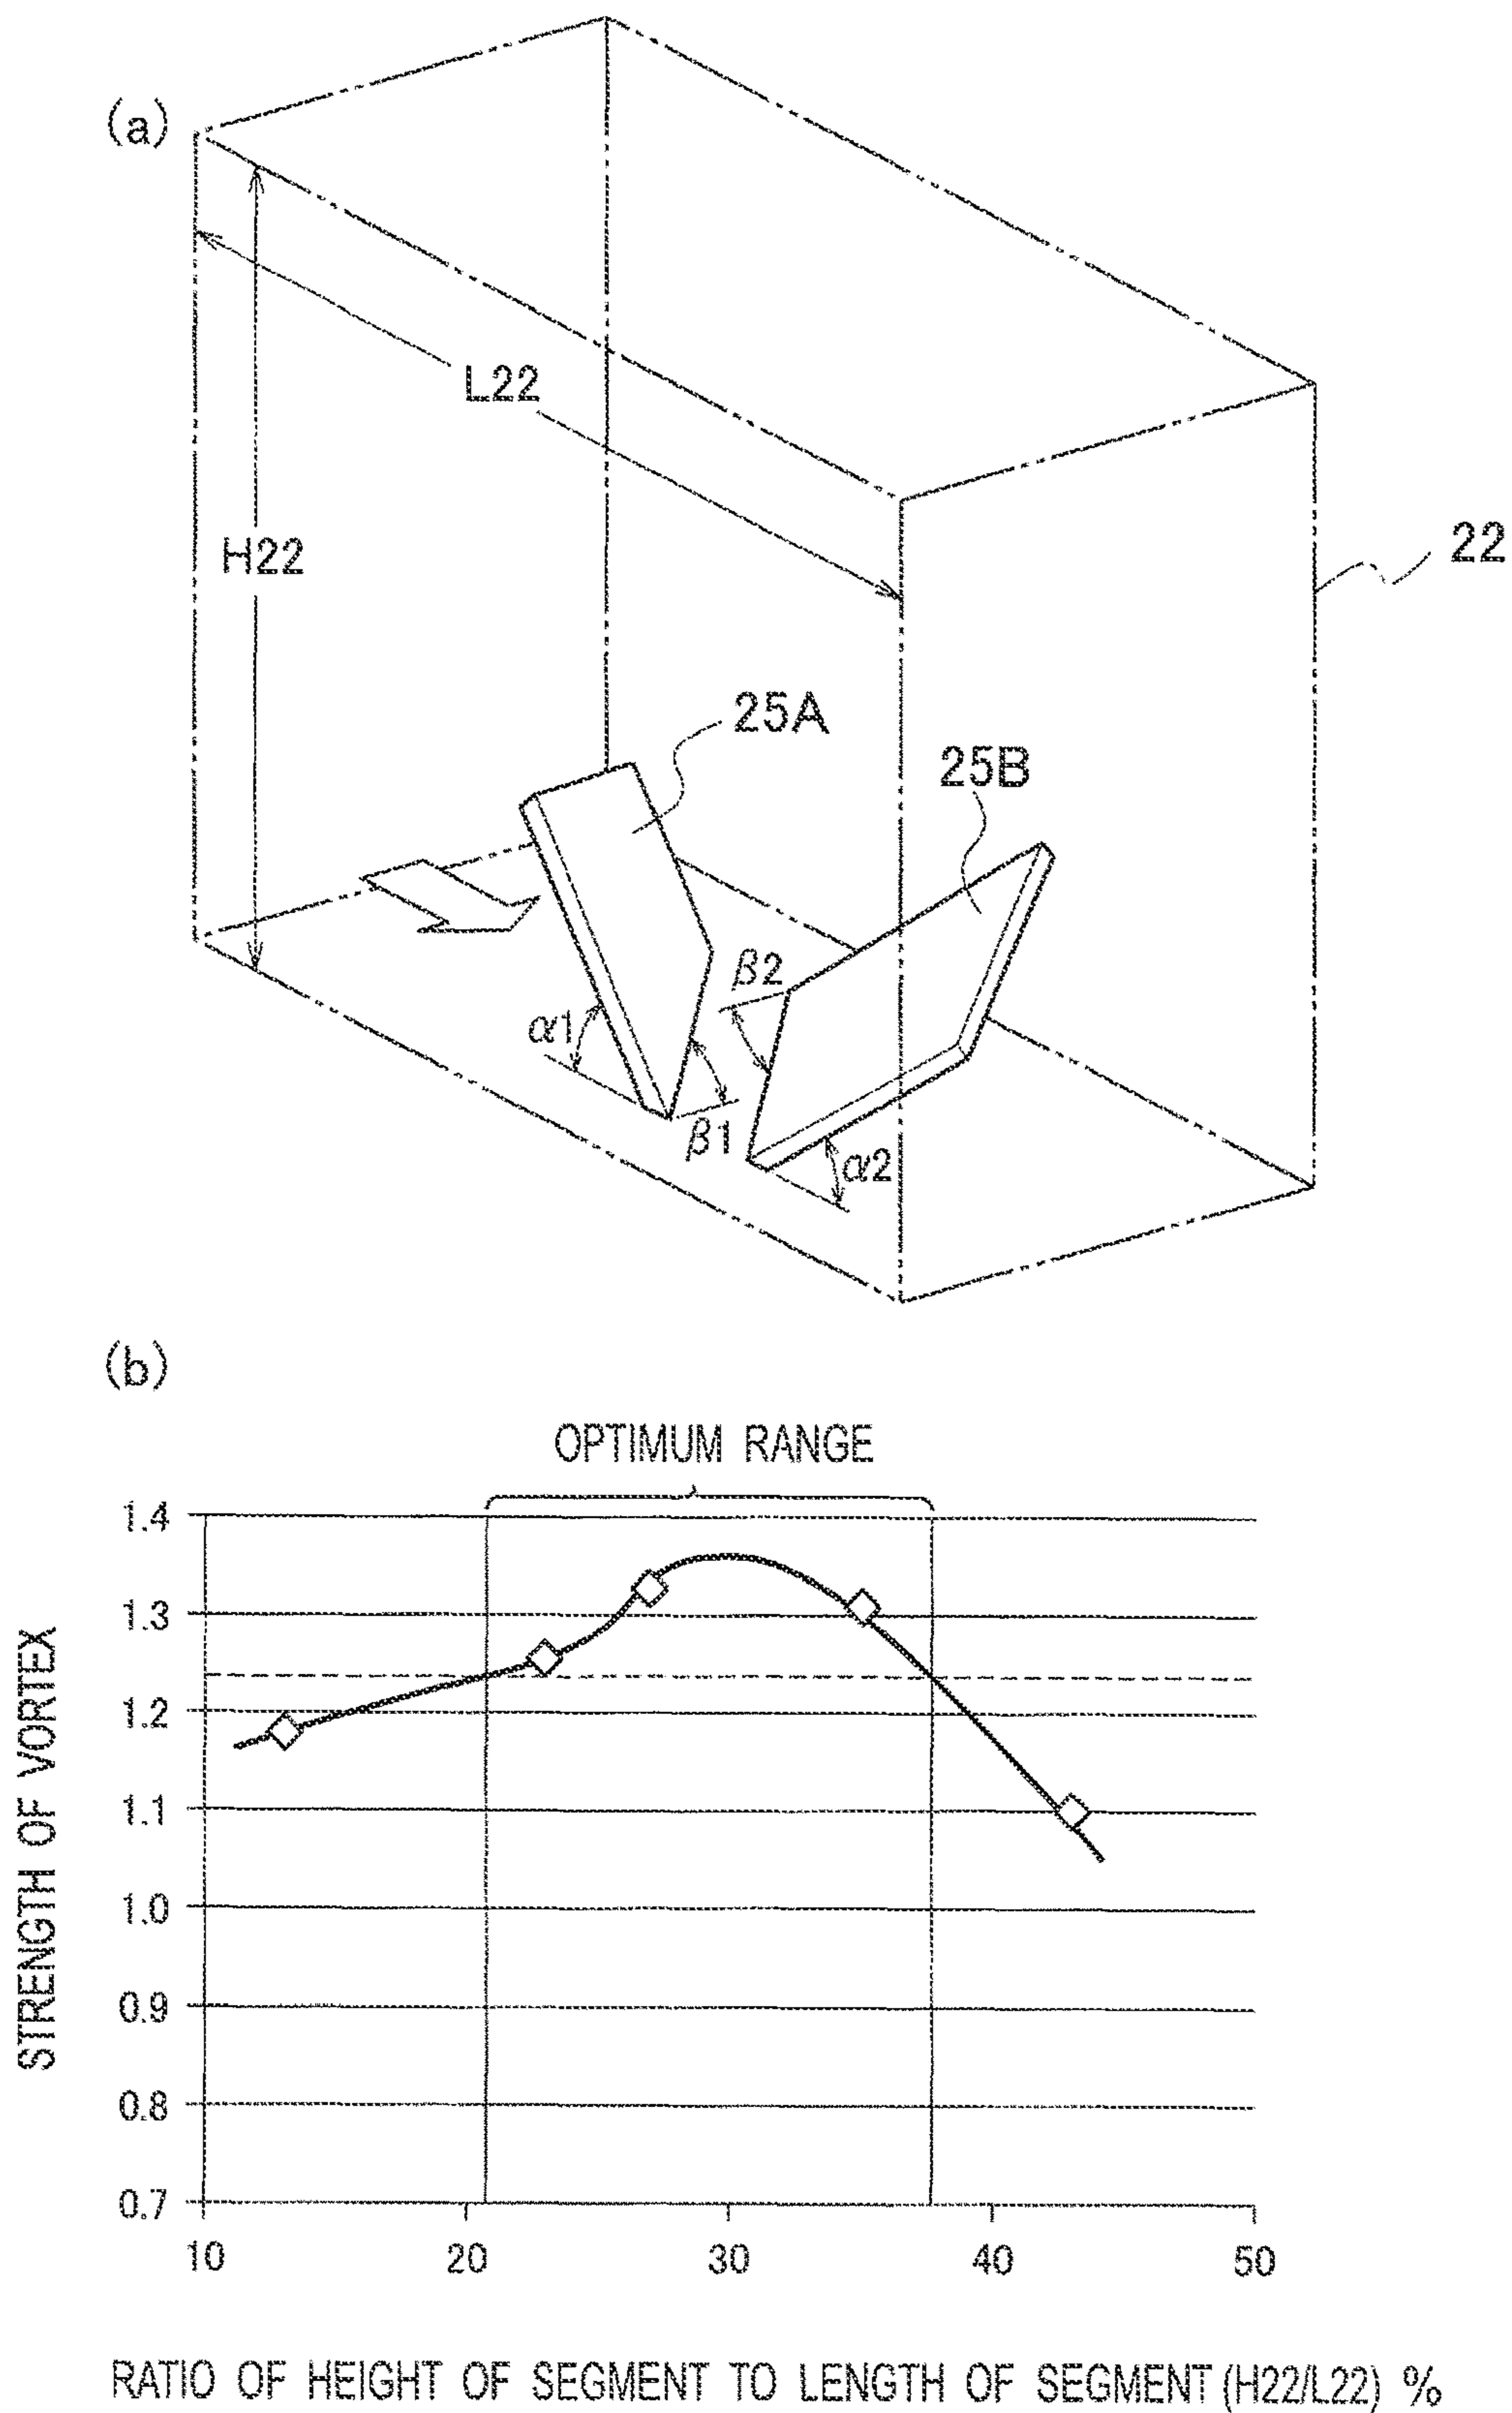 (a)
L22
H22
22
25A
25B
β2
α1
β1
α2
(b)
OPTIMUM RANGE
1.4
1.3
1.2
1.1
1.0
0.9
0.8
0.7
10 20 30 40 50
STRENGTH OF VORTEX
RATIO OF HEIGHT OF SEGMENT TO LENGTH OF SEGMENT (H22/L22) %